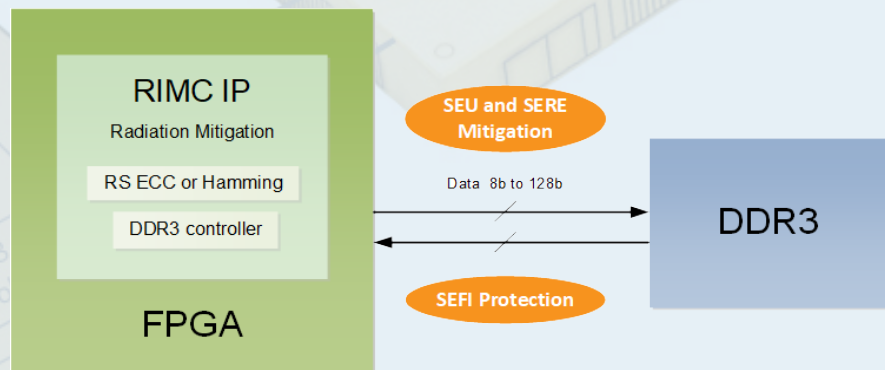 RIMC IP
Radiation Mitigation
RS ECC or Hamming
DDR3 controller
FPGA
SEU and SERE
Mitigation
Data 8b to 128b
SEFI Protection
DDR3